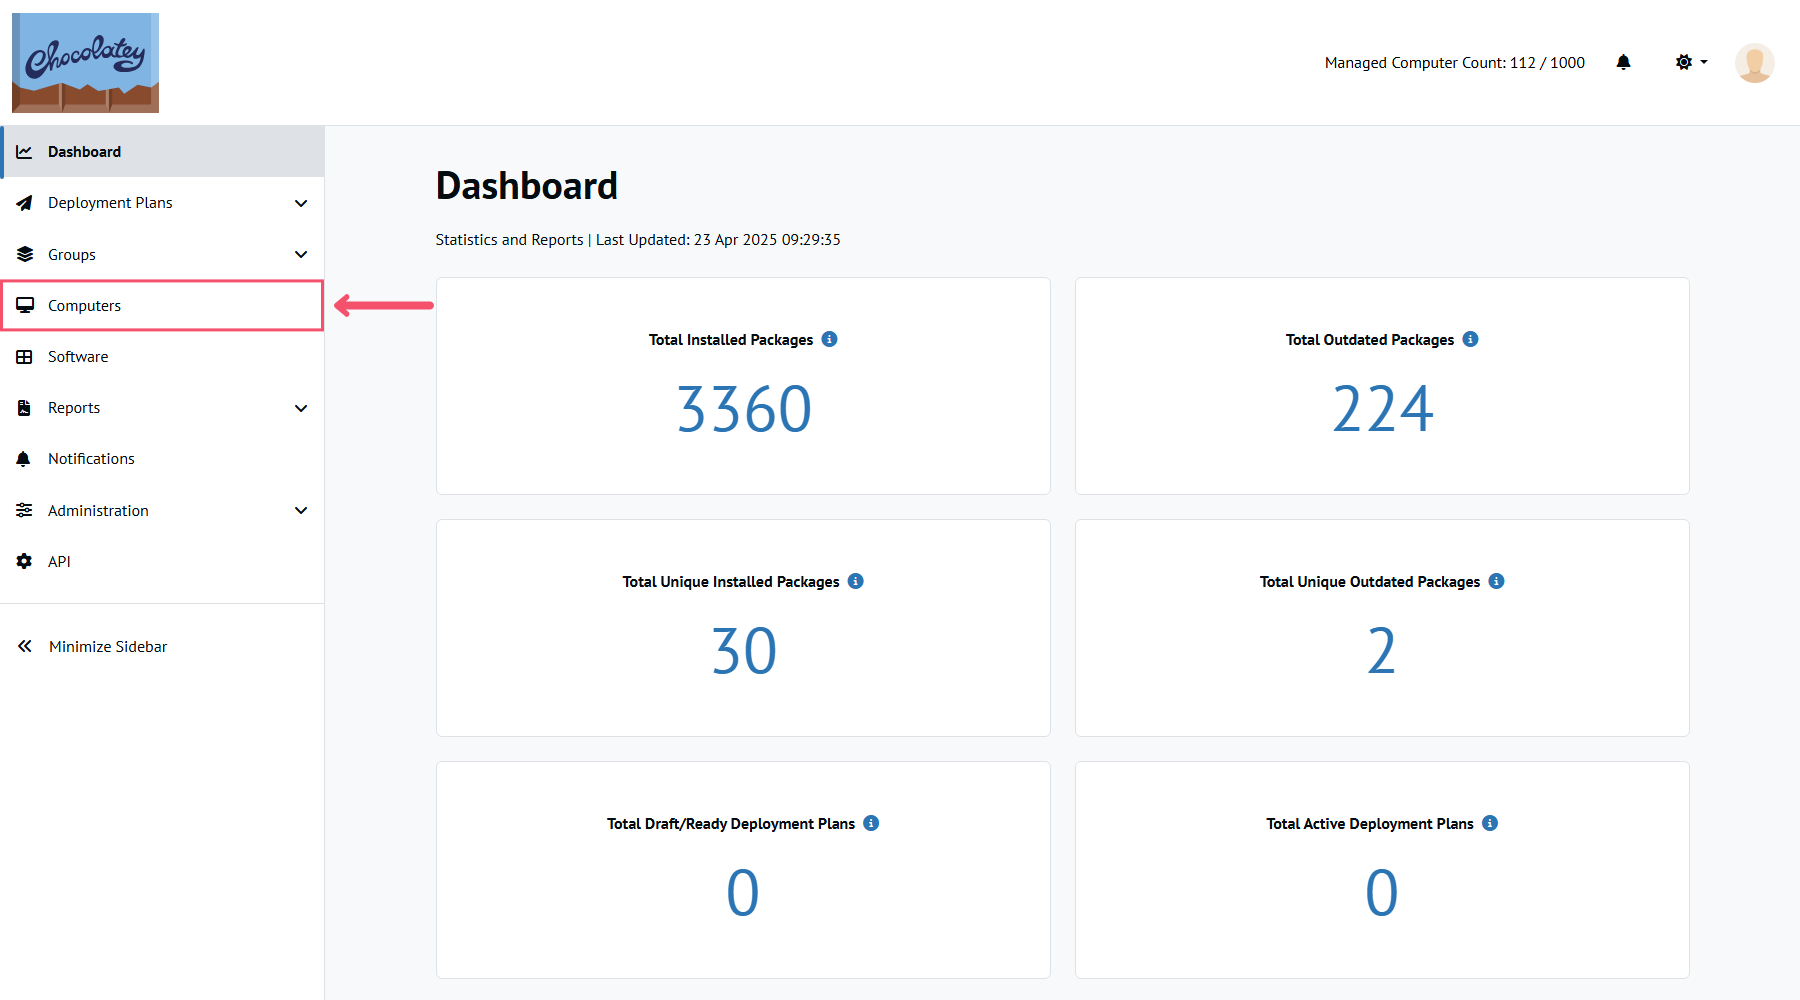 Chocolatey
Managed Computer Count: 112 / 1000
Dashboard
Deployment Plans
Groups
Computers
Software
Reports
Notifications
Administration
API
Minimize Sidebar
Dashboard
Statistics and Reports | Last Updated: 23 Apr 2025 09:29:35
Total Installed Packages
3360
Total Outdated Packages
224
Total Unique Installed Packages
30
Total Unique Outdated Packages
2
Total Draft/Ready Deployment Plans
0
Total Active Deployment Plans
0